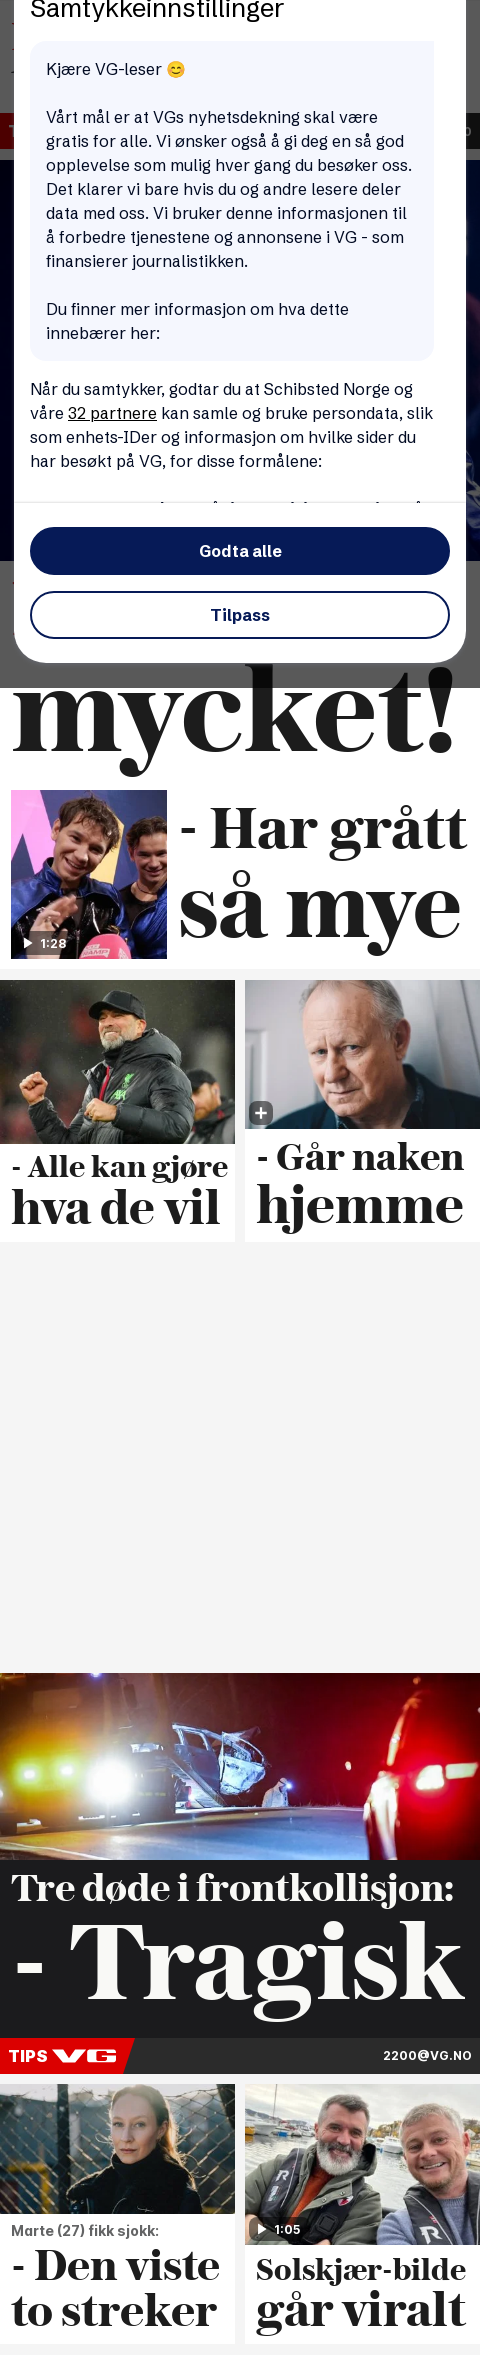 Samtykkeinnstillinger
Kjære VG-leser 😊
Vårt mål er at VGs nyhetsdekning skal være
gratis for alle. Vi ønsker også å gi deg en så god
opplevelse som mulig hver gang du besøker oss.
Det klarer vi bare hvis du og andre lesere deler
data med oss. Vi bruker denne informasjonen til
å forbedre tjenestene og annonsene i VG - som
finansierer journalistikken.
Du finner mer informasjon om hva dette
innebærer her:
Når du samtykker, godtar du at Schibsted Norge og
våre 32 partnere kan samle og bruke persondata, slik
som enhets-IDer og informasjon om hvilke sider du
har besøkt på VG, for disse formålene:
Godta alle
Tilpass
mycket!
1:28
- Har grått
så mye
- Alle kan gjøre
hva de vil
- Går naken
hjemme
Tre døde i frontkollisjon:
- Tragisk
TIPS VG
2200@VG.NO
Marte (27) fikk sjokk:
- Den viste
to streker
1:05
Solskjær-bilde
går viralt